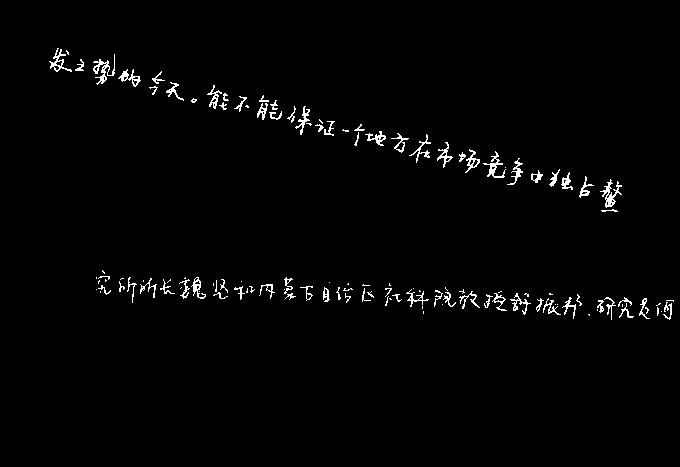 发之势的今天。能不能保证一个地方在市场竞争中独占鳌
究所所长魏坚和内蒙古自治区社科院教授舒振邦、研究员何